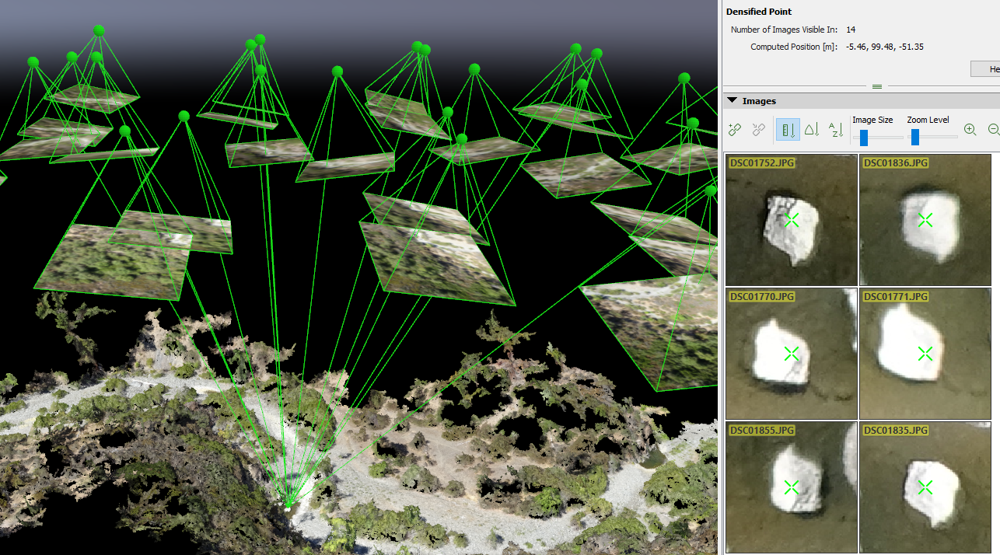 Densified Point
Number of Images Visible In: 14
Computed Position [m]: -5.46, 99.48, -51.35
He
Images
A Z
Image Size
Zoom Level
DSC01752.JPG
DSC01836.JPG
DSC01770.JPG
DSC01771.JPG
DSC01855.JPG
DSC01835.JPG